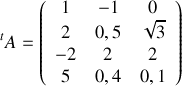 ᵗA = ( 1 -1 0
2 0,5 √3
-2 2 2
5 0,4 0,1 )